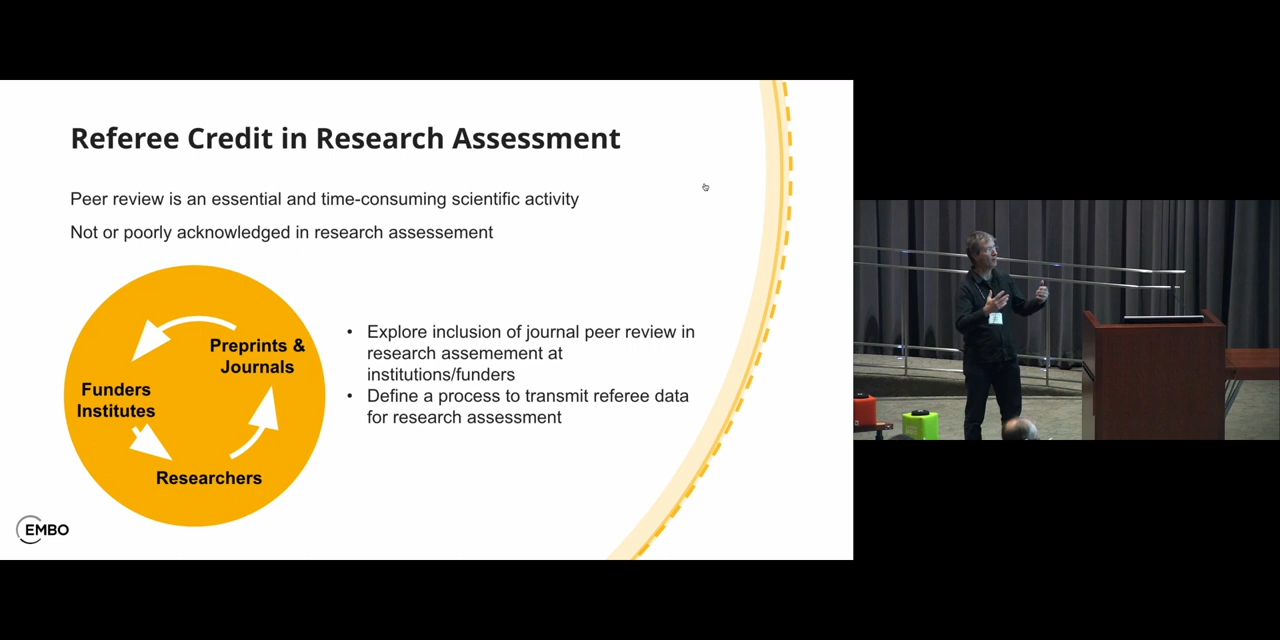 Referee Credit in Research Assessment
Peer review is an essential and time-consuming scientific activity
Not or poorly acknowledged in research assessement
Preprints &
Journals
Funders
Institutes
Researchers
• Explore inclusion of journal peer review in
research assemement at
institutions/funders
• Define a process to transmit referee data
for research assessment
EMBO